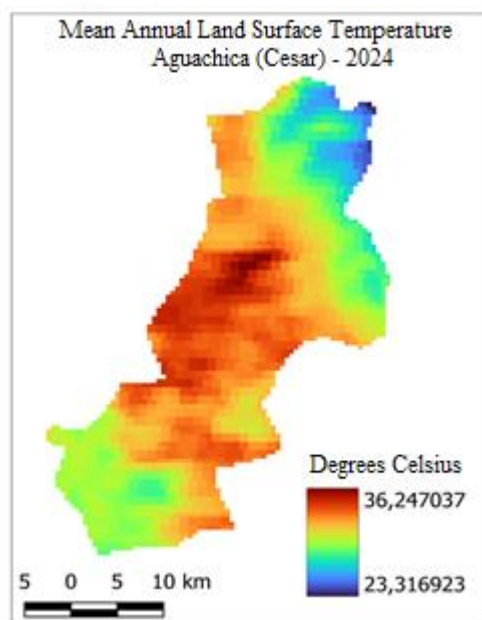 Mean Annual Land Surface Temperature
Aguachica (Cesar) - 2024
Degrees Celsius
36,247037
23,316923
5 0 5 10 km